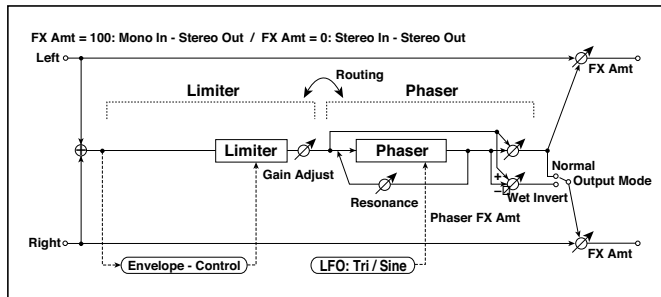 FX Amt = 100: Mono In - Stereo Out / FX Amt = 0: Stereo In - Stereo Out
Left
FX Amt
Routing
Limiter
Phaser
Limiter
Phaser
Gain Adjust
Normal
Output Mode
+
−
Wet Invert
Resonance
Phaser FX Amt
Right
FX Amt
Envelope - Control
LFO: Tri / Sine